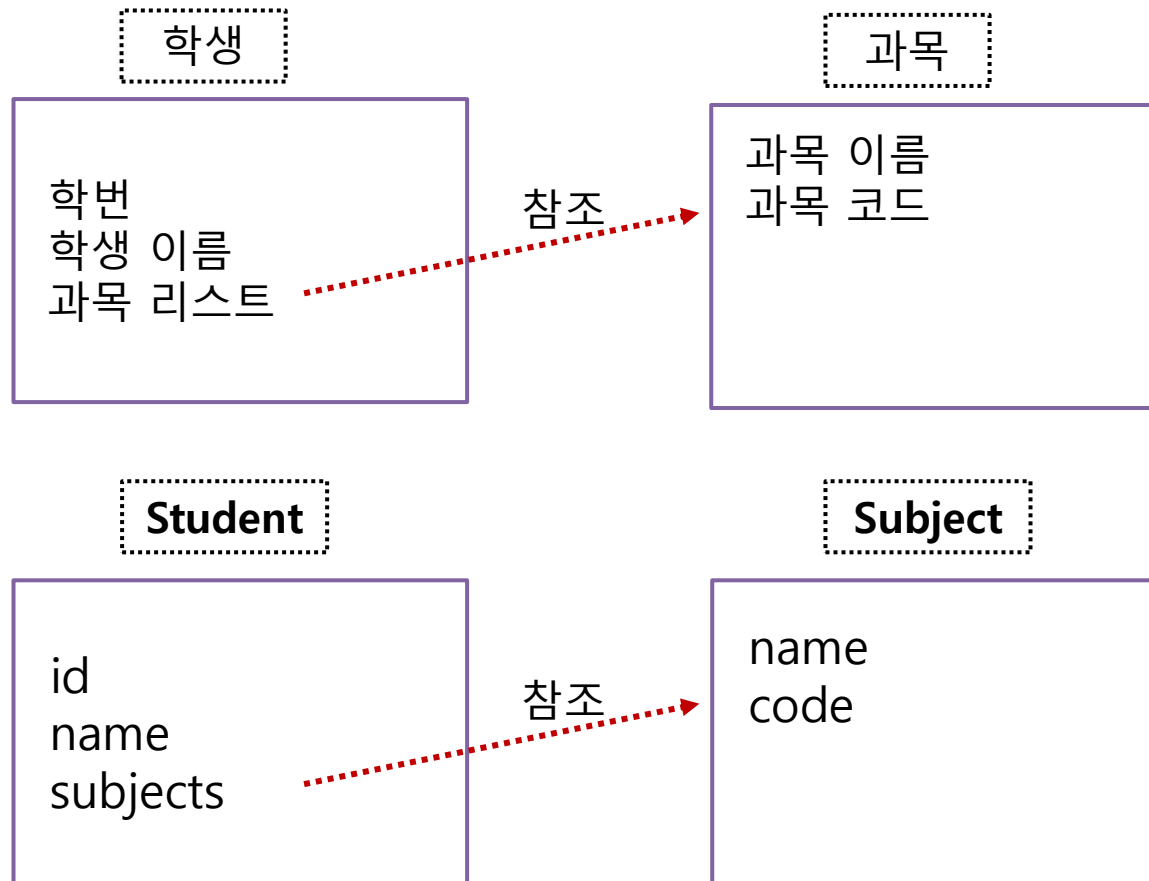 학생
과목
학번
학생 이름
과목 리스트
참조
과목 이름
과목 코드
Student
Subject
id
name
subjects
참조
name
code